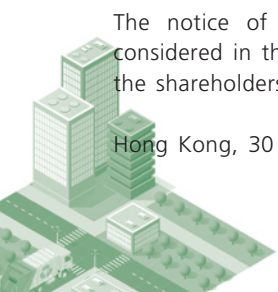 The notice of
considered in th
the shareholders
Hong Kong, 30